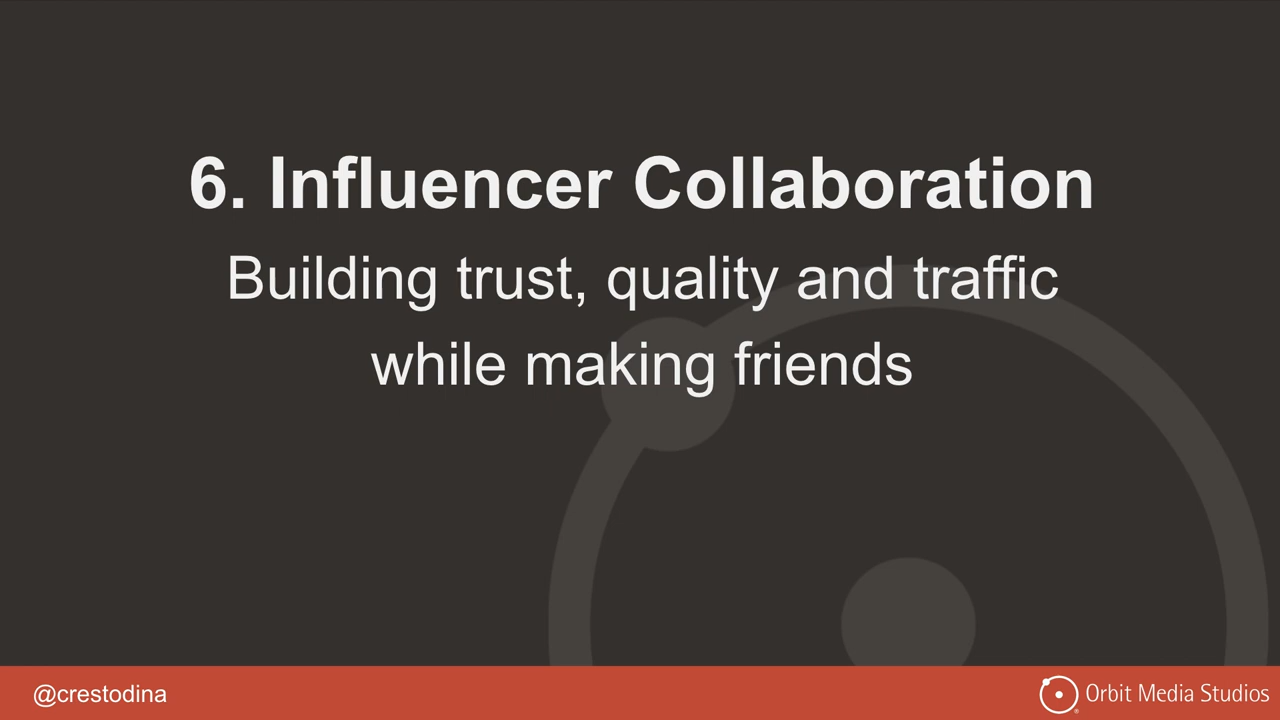 6. Influencer Collaboration
Building trust, quality and traffic
while making friends
@crestodina
Orbit Media Studios